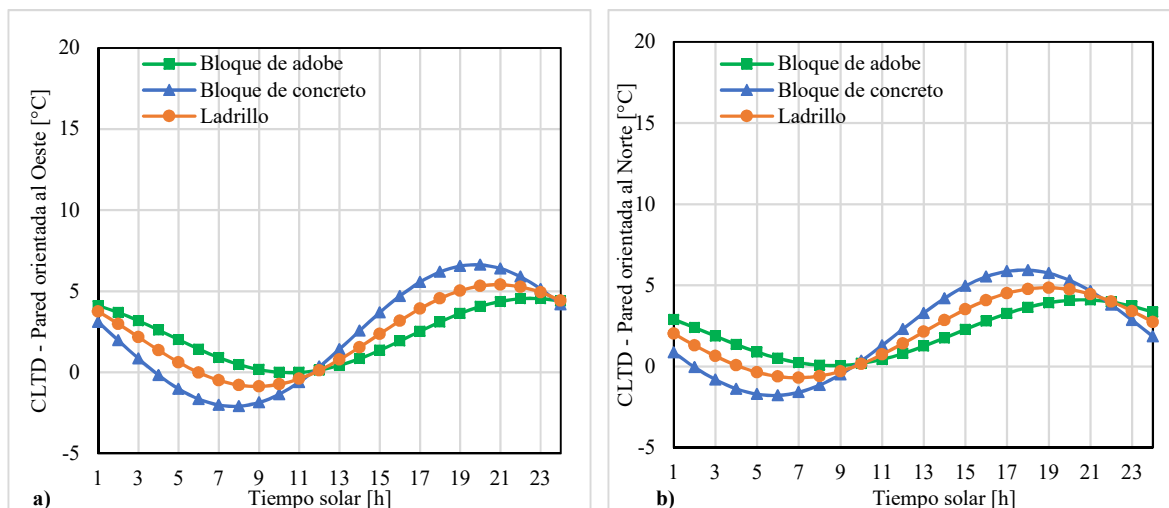 CLTD - Pared orientada al Oeste [°C]
20
15
10
5
0
-5
Bloque de adobe
Bloque de concreto
Ladrillo
1 3 5 7 9 11 13 15 17 19 21 23
a)
Tiempo solar [h]
CLTD - Pared orientada al Norte [°C]
20
15
10
5
0
-5
Bloque de adobe
Bloque de concreto
Ladrillo
1 3 5 7 9 11 13 15 17 19 21 23
b)
Tiempo solar [h]